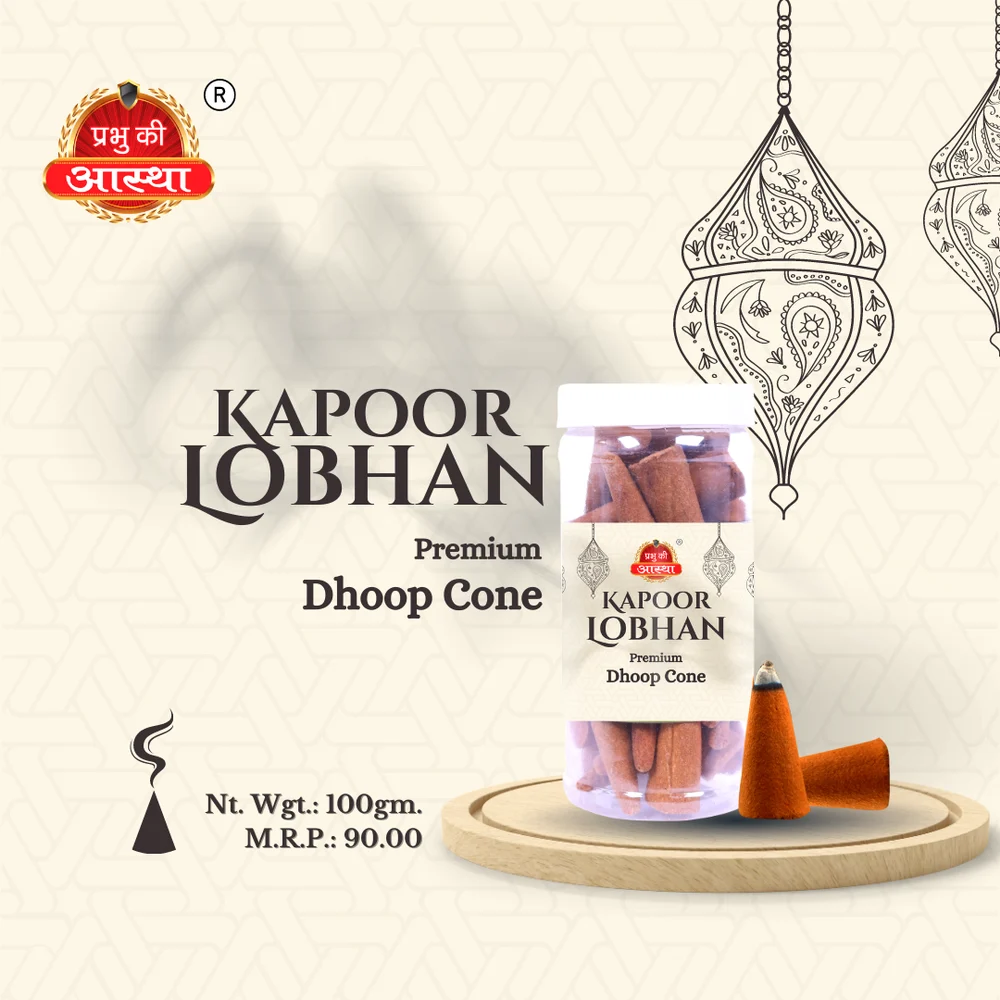 प्रभु की
आस्था
®
KAPOOR
LOBHAN
Premium
Dhoop Cone
प्रभु की
आस्था
®
KAPOOR
LOBHAN
Premium
Dhoop Cone
Nt. Wgt.: 100gm.
M.R.P.: 90.00